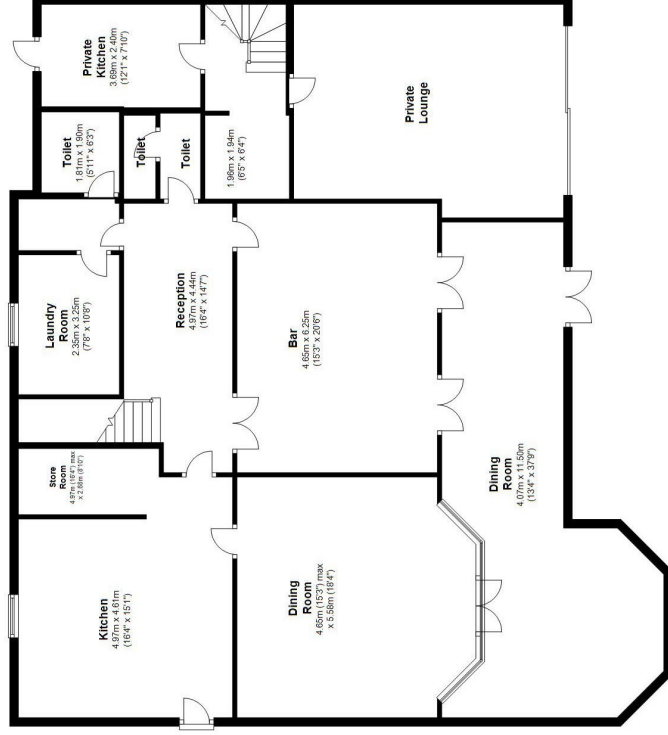 Private
Kitchen
3.69m x 2.40m
(12'1" x 7'10")
Private
Lounge
Toilet
1.81m x 1.90m
(5'11" x 6'3")
Toilet
Toilet
1.96m x 1.94m
(6'5" x 6'4")
Laundry
Room
2.35m x 3.25m
(7'8" x 10'8")
Reception
4.97m x 4.44m
(16'4" x 14'7")
Bar
4.65m x 6.25m
(15'3" x 20'6")
Dining
Room
4.07m x 11.50m
(13'4" x 37'9")
Store
Room
4.97m (16'4") max
x 2.68m (8'10")
Kitchen
4.97m x 4.61m
(16'4" x 15'1")
Dining
Room
4.65m (15'3") max
x 5.58m (18'4")